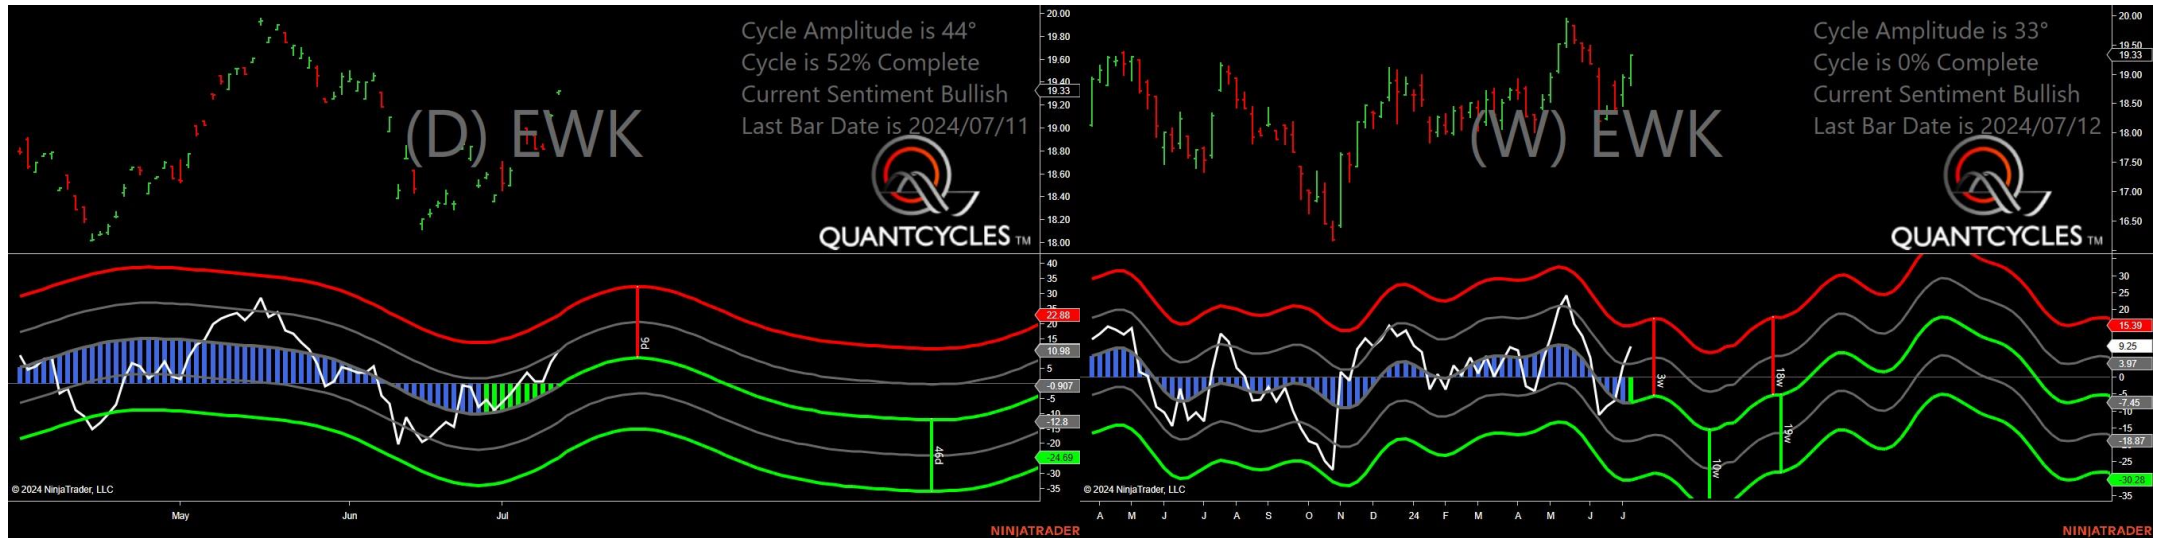 Cycle Amplitude is 44°
Cycle is 52% Complete
Current Sentiment Bullish
Last Bar Date is 2024/07/11
(D) EWK
QUANTCYCLES TM
20.00
19.80
19.60
19.40
19.33
19.20
19.00
18.80
18.60
18.40
18.20
18.00
40
35
30
25
22.88
20
15
10.98
5
-0.907
-5
-10
-12.8
-15
-20
-24.69
-30
-35
9d
46d
© 2024 NinjaTrader, LLC
May Jun Jul
NINJATRADER
Cycle Amplitude is 33°
Cycle is 0% Complete
Current Sentiment Bullish
Last Bar Date is 2024/07/12
(W) EWK
QUANTCYCLES TM
20.00
19.50
19.33
19.00
18.50
18.00
17.50
17.00
16.50
30
25
20
15.39
9.25
3.97
0
-5
-7.45
-10
-15
-18.87
-25
-30.28
-35
3w
18w
10w
19w
© 2024 NinjaTrader, LLC
A M J J A S O N D 24 F M A M J J
NINJATRADER